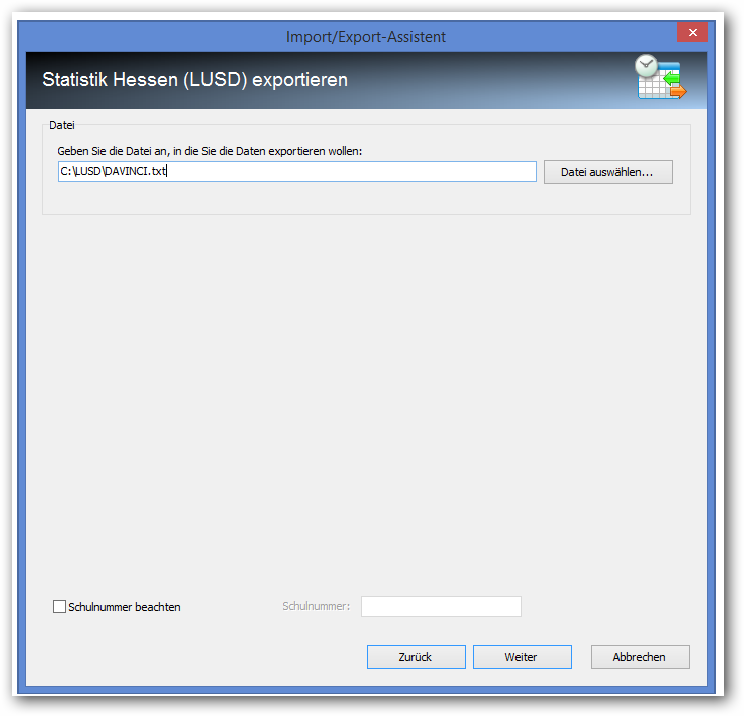 Import/Export-Assistent
Statistik Hessen (LUSD) exportieren
Datei
Geben Sie die Datei an, in die Sie die Daten exportieren wollen:
C:\LUSD\DAVINCI.txt Datei auswählen...
Schulnummer beachten Schulnummer:
Zurück Weiter Abbrechen